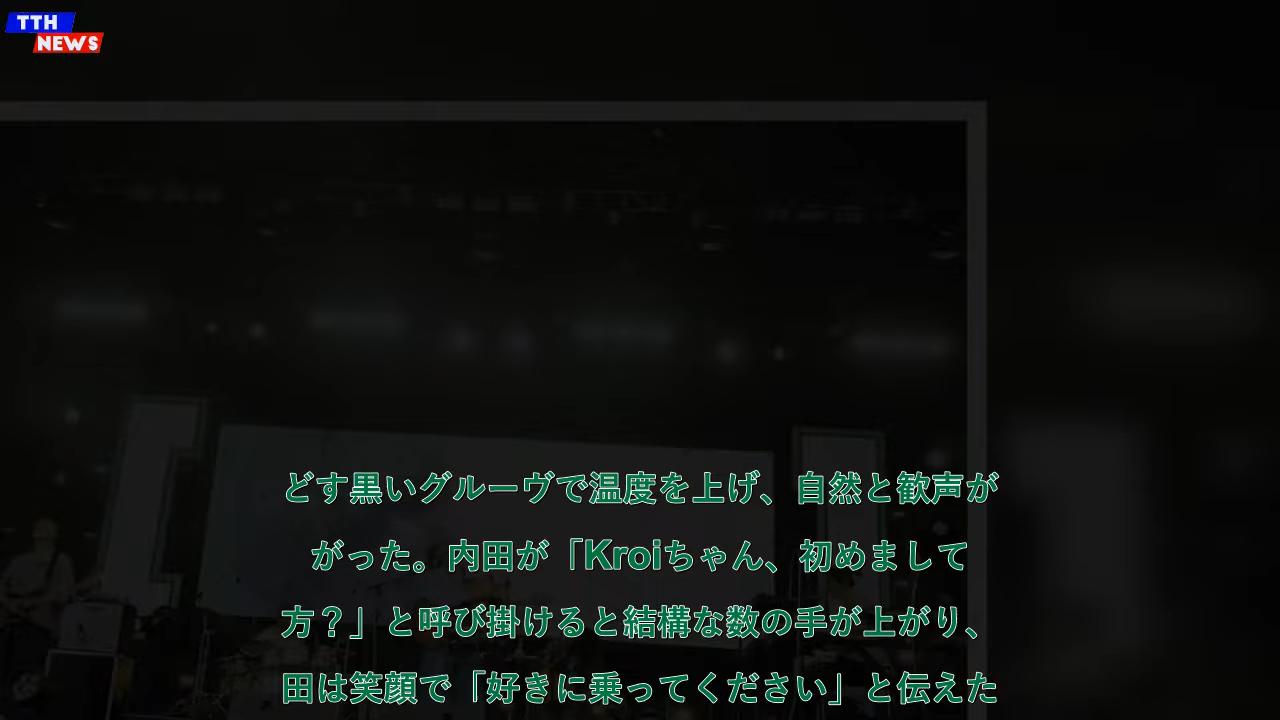 TTH
NEWS
どす黒いグルーヴで温度を上げ、自然と歓声が
がった。内田が「Kroiちゃん、初めまして
方？」と呼び掛けると結構な数の手が上がり、
田は笑顔で「好きに乗ってください」と伝えた